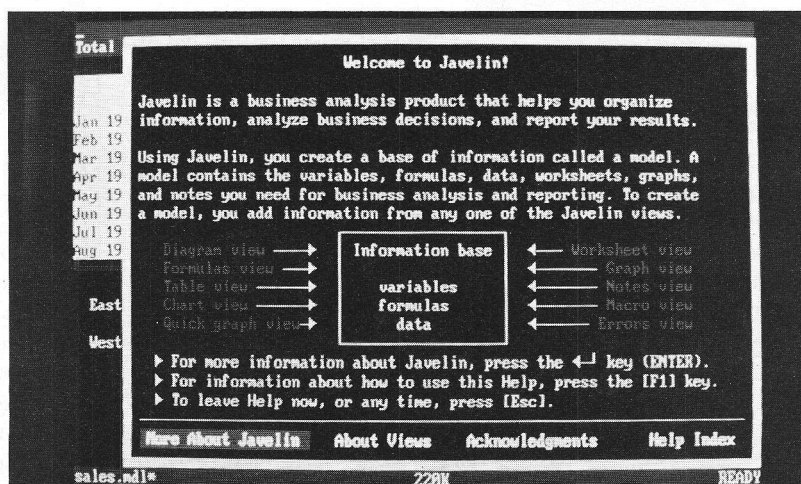 Total
Welcome to Javelin!
Javelin is a business analysis product that helps you organize
information, analyze business decisions, and report your results.
Using Javelin, you create a base of information called a model. A
model contains the variables, formulas, data, worksheets, graphs,
and notes you need for business analysis and reporting. To create
a model, you add information from any one of the Javelin views.
Jan 19
Feb 19
Mar 19
Apr 19
May 19
Jun 19
Jul 19
Aug 19
East
West
Diagram view → Information base ← Worksheet view
Formulas view → ← Graph view
Table view → variables ← Notes view
Chart view → formulas ← Macro view
Quick graph view → data ← Errors view
▶ For more information about Javelin, press the ↵ key (ENTER).
▶ For information about how to use this Help, press the [F1] key.
▶ To leave Help now, or any time, press [Esc].
More About Javelin About Views Acknowledgments Help Index
sales.mdl* 220K READY